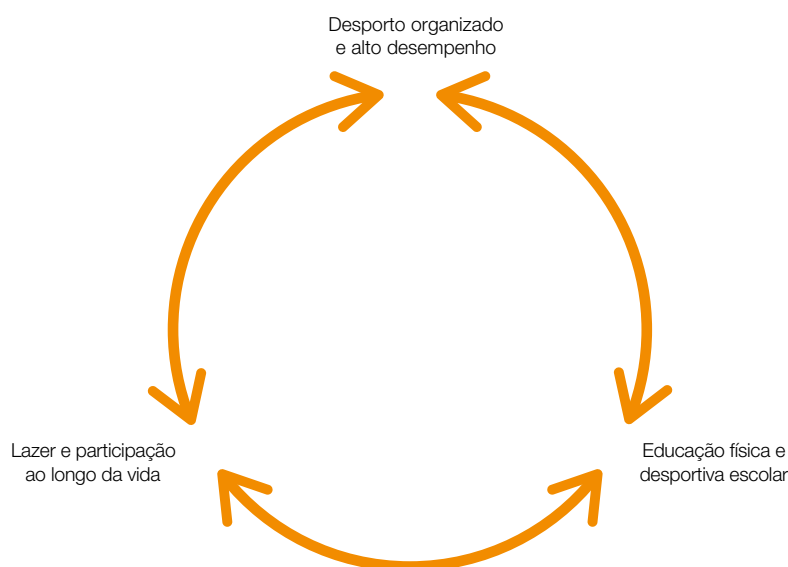 Desporto organizado
e alto desempenho
Lazer e participação
ao longo da vida
Educação física e
desportiva escolar